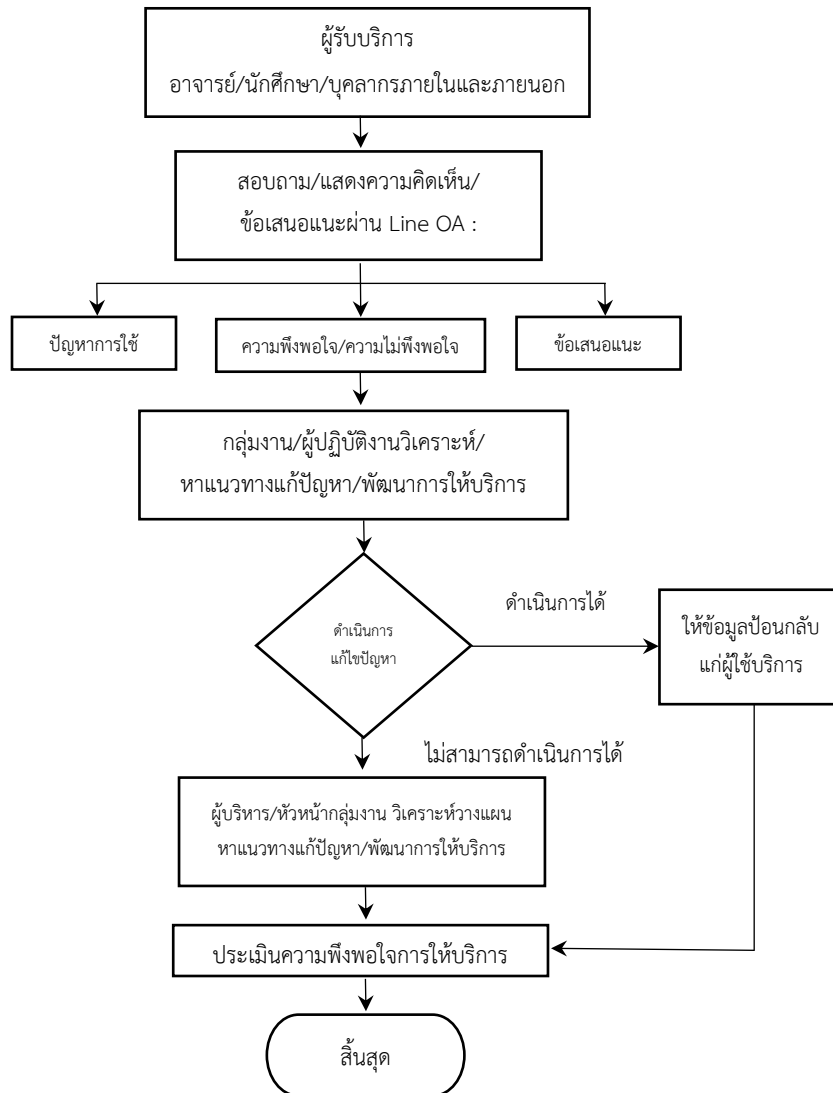 ผู้รับบริการ
อาจารย์/นักศึกษา/บุคลากรภายในและภายนอก
สอบถาม/แสดงความคิดเห็น/
ข้อเสนอแนะผ่าน Line OA :
ปัญหาการใช้
ความพึงพอใจ/ความไม่พึงพอใจ
ข้อเสนอแนะ
กลุ่มงาน/ผู้ปฏิบัติงานวิเคราะห์/
หาแนวทางแก้ปัญหา/พัฒนาการให้บริการ
ดำเนินการ
แก้ไขปัญหา
ดำเนินการได้
ให้ข้อมูลป้อนกลับ
แก่ผู้ใช้บริการ
ไม่สามารถดำเนินการได้
ผู้บริหาร/หัวหน้ากลุ่มงาน วิเคราะห์วางแผน
หาแนวทางแก้ปัญหา/พัฒนาการให้บริการ
ประเมินความพึงพอใจการให้บริการ
สิ้นสุด